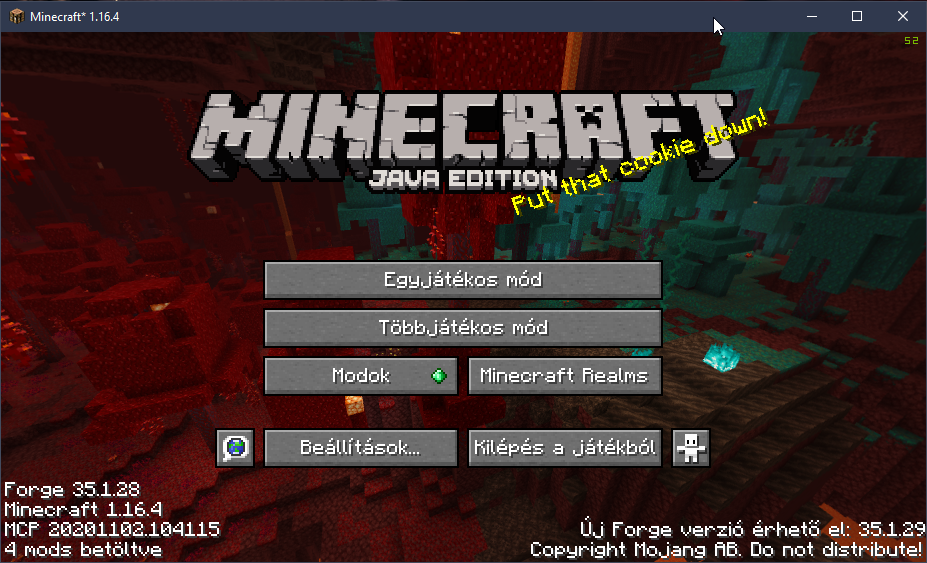 Minecraft* 1.16.4
52
MINECRAFT
JAVA EDITION
Put that cookie down!
Egyjátékos mód
Többjátékos mód
Modok
Minecraft Realms
Beállítások...
Kilépés a játékból
Forge 35.1.28
Minecraft 1.16.4
MCP 20201102.104115
4 mods betöltve
Új Forge verzió érhető el: 35.1.29
Copyright Mojang AB. Do not distribute!